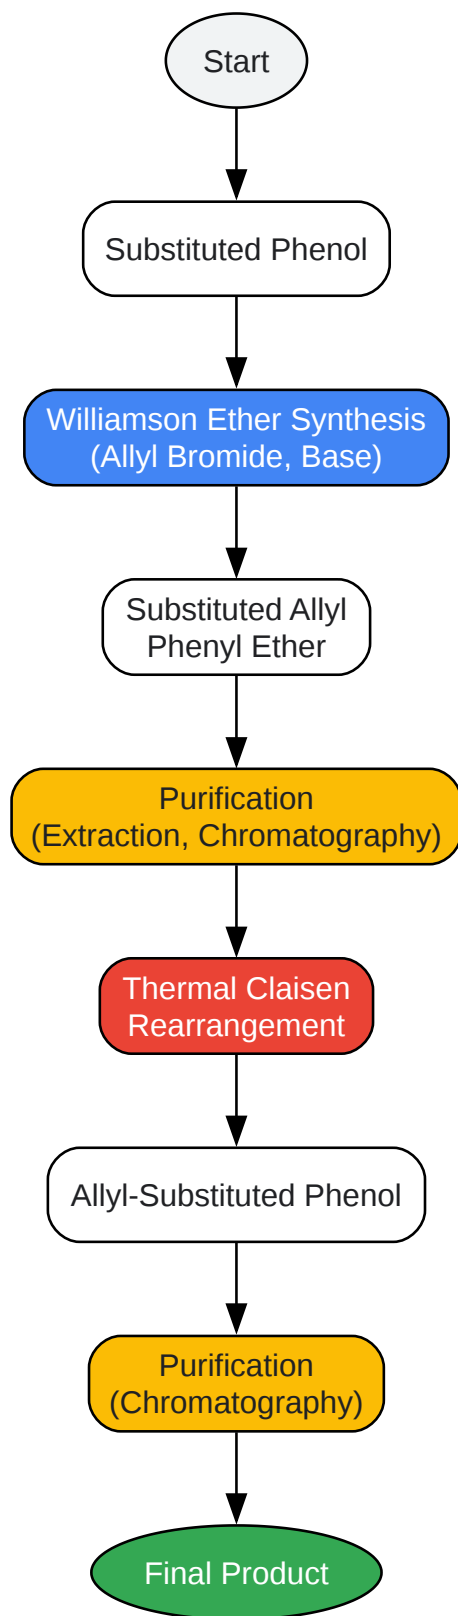 Start
Substituted Phenol
Williamson Ether Synthesis
(Allyl Bromide, Base)
Substituted Allyl
Phenyl Ether
Purification
(Extraction, Chromatography)
Thermal Claisen
Rearrangement
Allyl-Substituted Phenol
Purification
(Chromatography)
Final Product